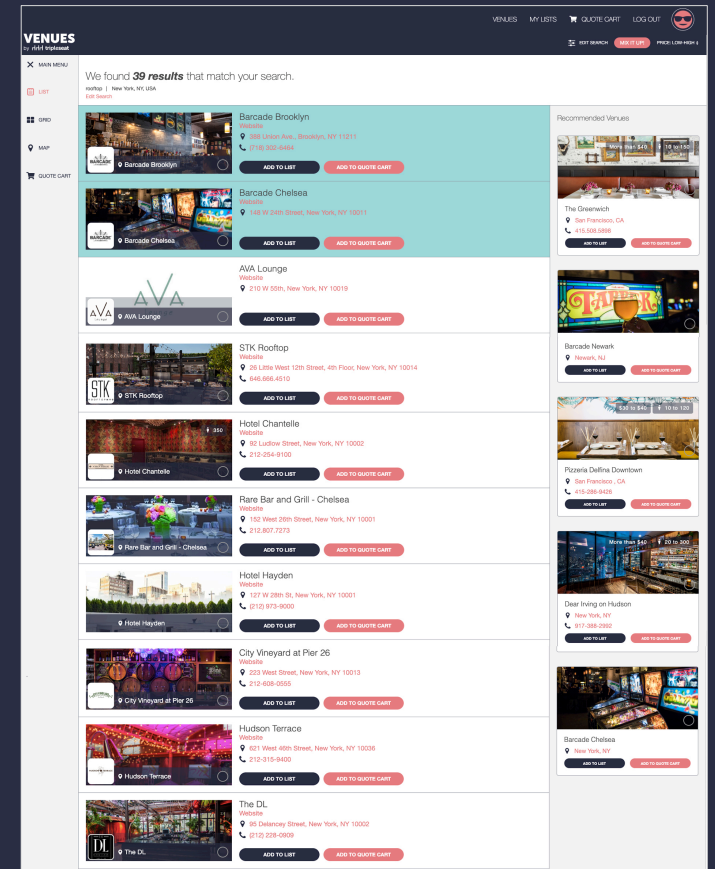 VENUES MY LISTS QUOTE CART LOG OUT
VENUES
by tripleseat
EDIT SEARCH MIX IT UP! PRICE: LOW-HIGH
MAIN MENU
LIST
GRID
MAP
QUOTE CART
We found 39 results that match your search.
rooftop | New York, NY, USA
Edit Search
BARCADE
Barcade Brooklyn
Barcade Brooklyn
Website
388 Union Ave., Brooklyn, NY 11211
(718) 302-6464
ADD TO LIST ADD TO QUOTE CART
BARCADE
Barcade Chelsea
Barcade Chelsea
Website
148 W 24th Street, New York, NY 10011
ADD TO LIST ADD TO QUOTE CART
AVA
AVA
AVA Lounge
AVA Lounge
Website
210 W 55th, New York, NY 10019
ADD TO LIST ADD TO QUOTE CART
STK
STK Rooftop
STK Rooftop
Website
26 Little West 12th Street, 4th Floor, New York, NY 10014
646.666.4510
ADD TO LIST ADD TO QUOTE CART
350
Hotel Chantelle
Hotel Chantelle
Website
92 Ludlow Street, New York, NY 10002
212-254-9100
ADD TO LIST ADD TO QUOTE CART
Rare Bar and Grill - Chelsea
Rare Bar and Grill - Chelsea
Website
152 West 26th Street, New York, NY 10001
212.807.7273
ADD TO LIST ADD TO QUOTE CART
Hotel Hayden
Hotel Hayden
Website
127 W 28th St, New York, NY 10001
(212) 973-9000
ADD TO LIST ADD TO QUOTE CART
City Vineyard at Pier 26
City Vineyard at Pier 26
Website
223 West Street, New York, NY 10013
212-608-0555
ADD TO LIST ADD TO QUOTE CART
Hudson Terrace
Hudson Terrace
Website
621 West 46th Street, New York, NY 10036
212-315-9400
ADD TO LIST ADD TO QUOTE CART
DL
The DL
The DL
Website
95 Delancey Street, New York, NY 10002
(212) 228-0909
ADD TO LIST ADD TO QUOTE CART
Recommended Venues
More than $40 10 to 150
The Greenwich
San Francisco, CA
415.508.5898
ADD TO LIST ADD TO QUOTE CART
Barcade Newark
Newark, NJ
ADD TO LIST ADD TO QUOTE CART
$30 to $40 10 to 120
Pizzeria Delfina Downtown
San Francisco , CA
415-286-9426
ADD TO LIST ADD TO QUOTE CART
More than $40 20 to 300
Dear Irving on Hudson
New York, NY
917-388-2992
ADD TO LIST ADD TO QUOTE CART
Barcade Chelsea
New York, NY
ADD TO LIST ADD TO QUOTE CART